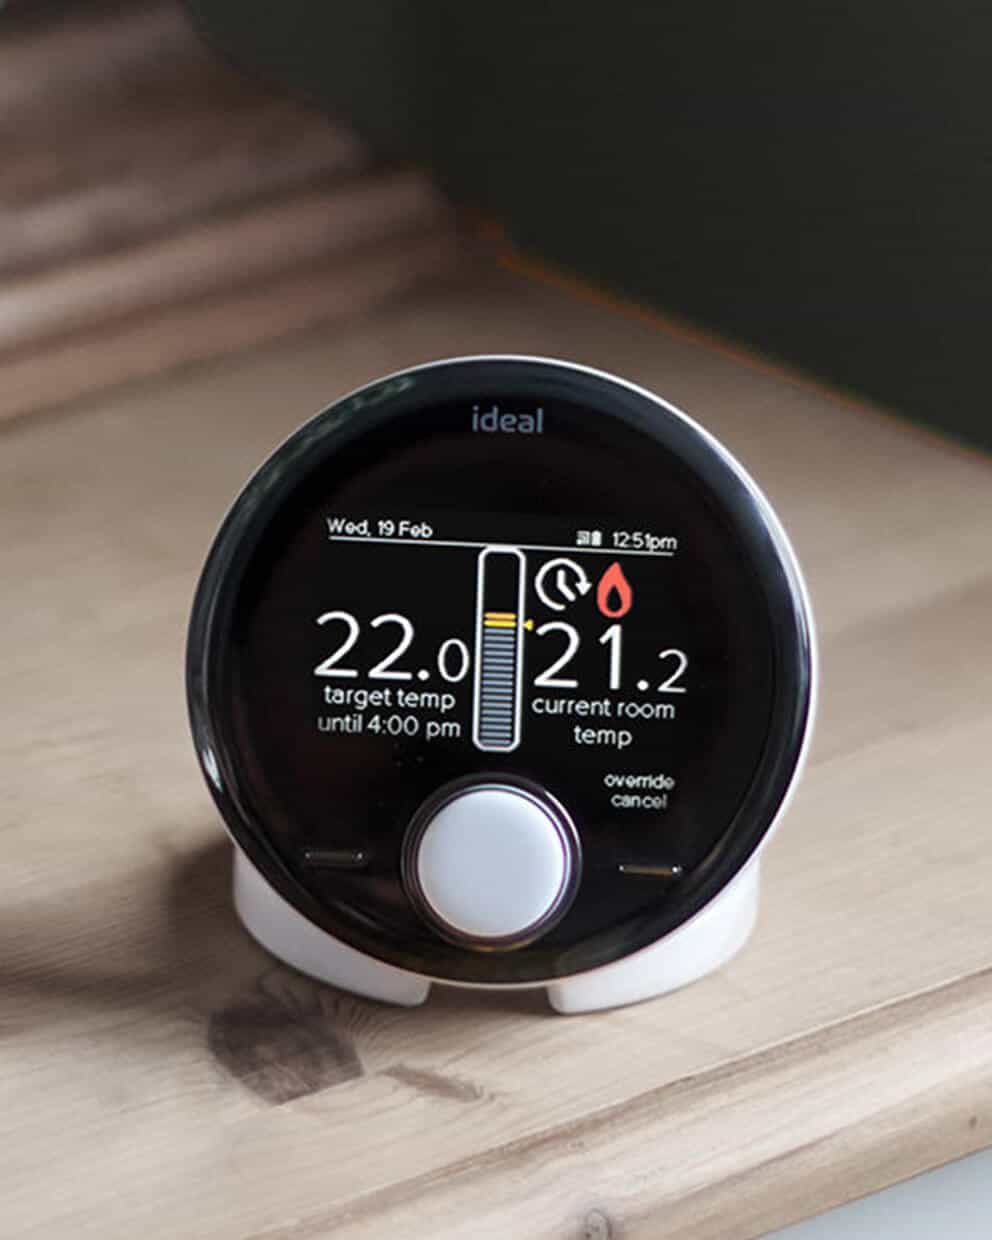 ideal
Wed, 19 Feb 12:51pm
22.0 21.2
target temp current room
until 4:00 pm temp
override
cancel